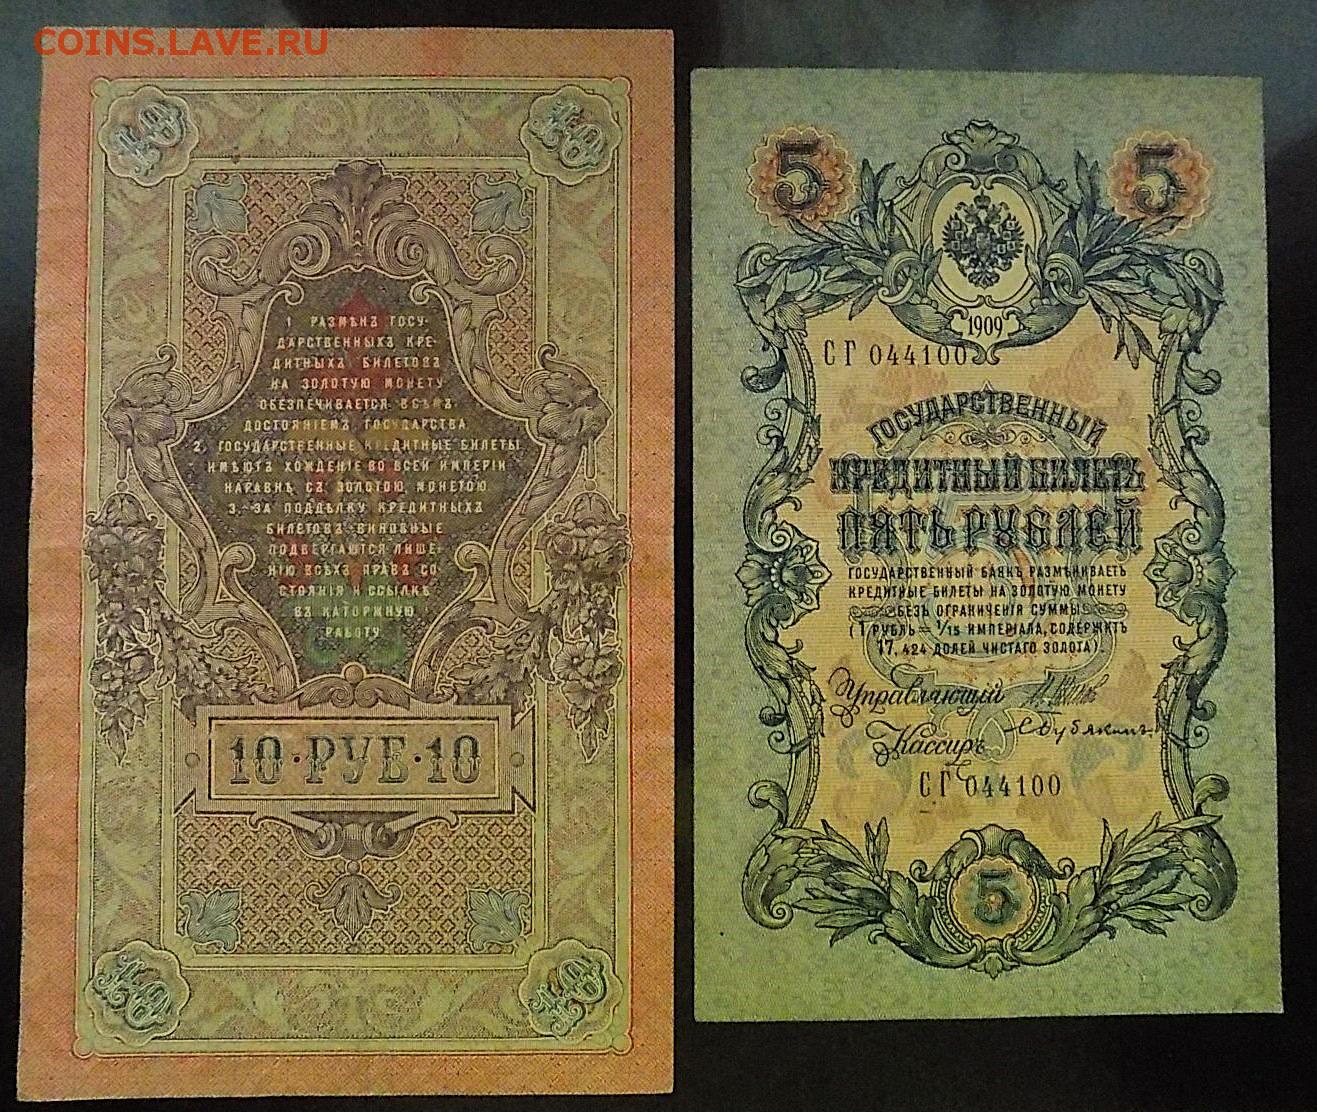 COINS.LAVE.RU
10
10
1 РАЗМѢНЪ ГОСУ-
ДАРСТВЕННЫХЪ КРЕ-
ДИТНЫХЪ БИЛЕТОВЪ
НА ЗОЛОТУЮ МОНЕТУ
ОБЕЗПЕЧИВАЕТСЯ ВСѢМЪ
ДОСТОЯНІЕМЪ ГОСУДАРСТВА
2. ГОСУДАРСТВЕННЫЕ КРЕДИТНЫЕ БИЛЕТЫ
ИМѢЮТЪ ХОЖДЕНІЕ ВО ВСЕЙ ИМПЕРІИ
НАРАВНѢ СЪ ЗОЛОТОЮ МОНЕТОЮ
3. ЗА ПОДДѢЛКУ КРЕДИТНЫХЪ
БИЛЕТОВЪ ВИНОВНЫЕ
ПОДВЕРГАЮТСЯ ЛИШЕ-
НІЮ ВСѢХЪ ПРАВЪ СО
СТОЯНІЯ И ССЫЛКѢ
ВЪ КАТОРЖНУЮ
РАБОТУ
10·РУБ·10
10
10
5
5
1909
СГ 044100
ГОСУДАРСТВЕННЫЙ
КРЕДИТНЫЙ БИЛЕТЪ
ПЯТЬ РУБЛЕЙ
ГОСУДАРСТВЕННЫЙ БАНКЪ РАЗМѢНИВАЕТЪ
КРЕДИТНЫЕ БИЛЕТЫ НА ЗОЛОТУЮ МОНЕТУ
БЕЗЪ ОГРАНИЧЕНІЯ СУММЫ
(1 РУБЛЬ = 1/15 ИМПЕРІАЛА, СОДЕРЖИТЪ
17,424 ДОЛЕЙ ЧИСТАГО ЗОЛОТА).
Управляющій
Кассиръ
СГ 044100
5